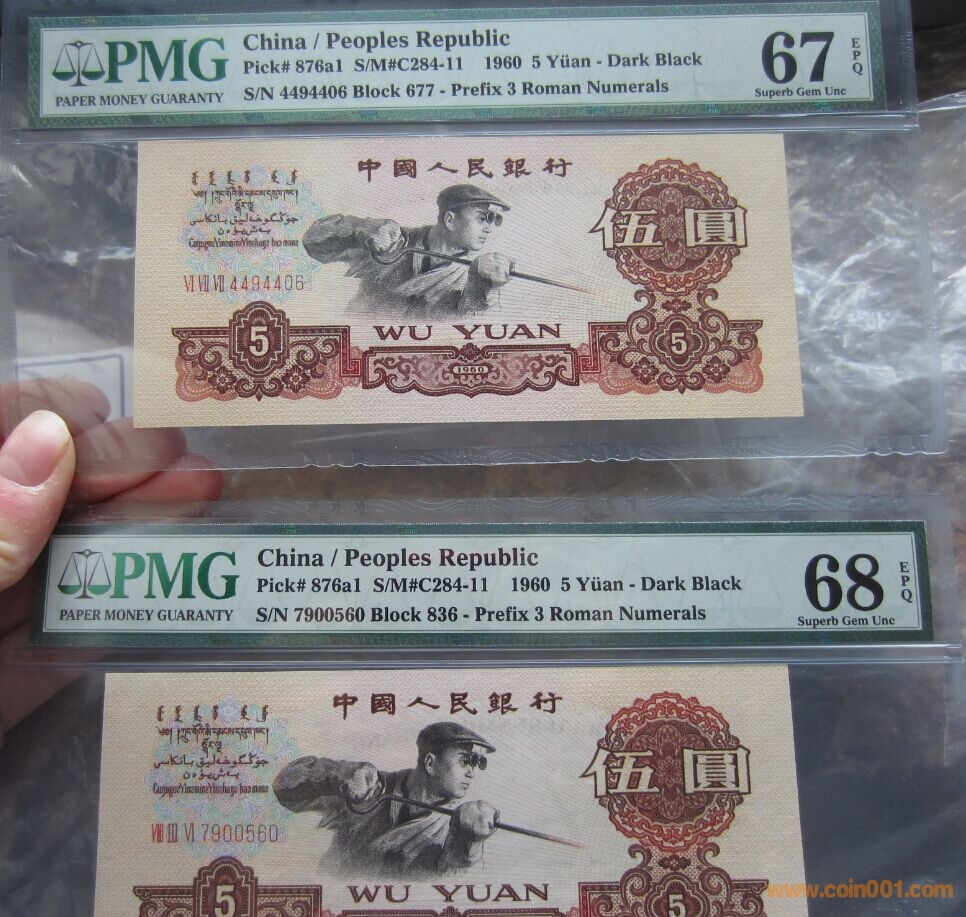 PMG
PAPER MONEY GUARANTY
China / Peoples Republic
Pick# 876a1 S/M#C284-11 1960 5 Yüan - Dark Black
S/N 4494406 Block 677 - Prefix 3 Roman Numerals
67
EPQ
Superb Gem Unc
中國人民銀行
VI VII VII 4494406
伍圓
WU YUAN
5
5
1960
PMG
PAPER MONEY GUARANTY
China / Peoples Republic
Pick# 876a1 S/M#C284-11 1960 5 Yüan - Dark Black
S/N 7900560 Block 836 - Prefix 3 Roman Numerals
68
EPQ
Superb Gem Unc
中國人民銀行
VIII III VI 7900560
伍圓
WU YUAN
5
5
www.coin001.com